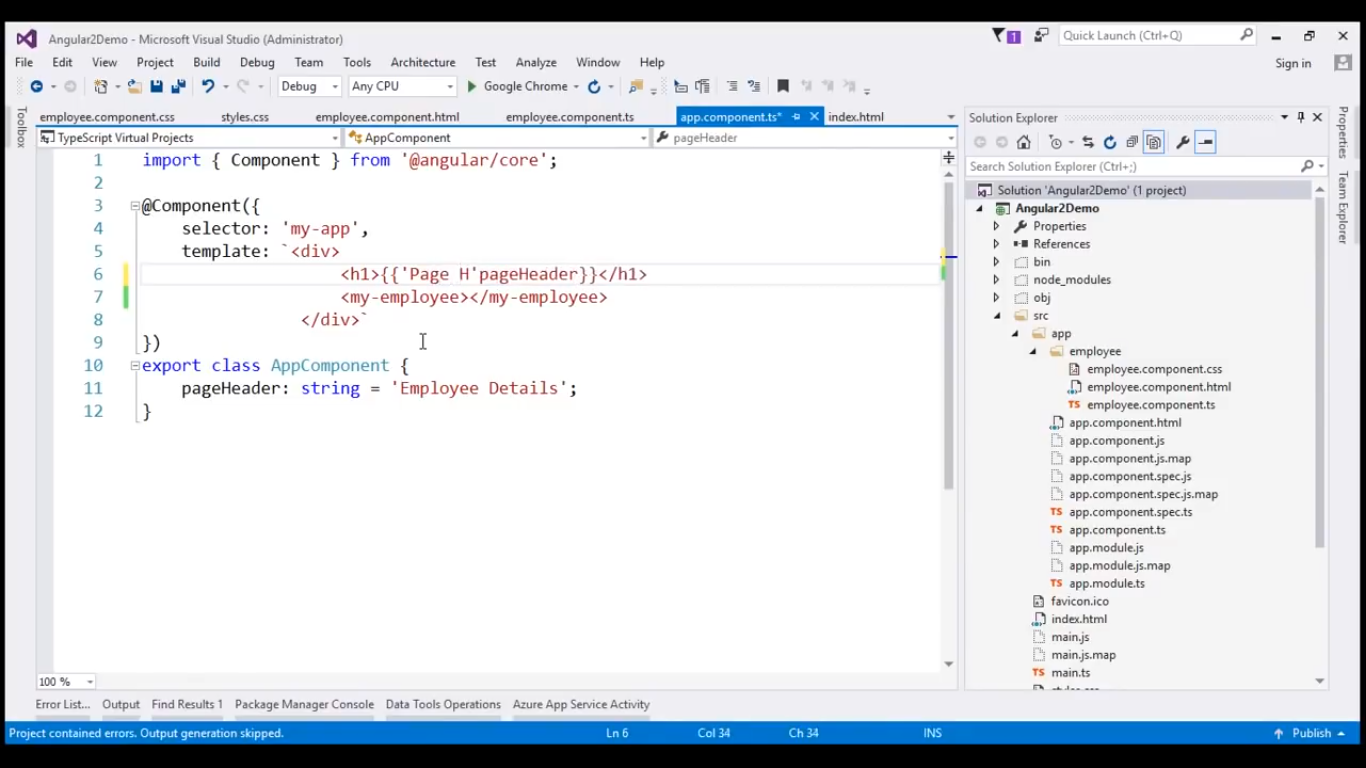 Angular2Demo - Microsoft Visual Studio (Administrator)
1
Quick Launch (Ctrl+Q)
File Edit View Project Build Debug Team Tools Architecture Test Analyze Window Help
Sign in
Debug Any CPU Google Chrome
Toolbox
employee.component.css styles.css employee.component.html employee.component.ts app.component.ts* index.html
TypeScript Virtual Projects AppComponent pageHeader
1 import { Component } from '@angular/core';
2
3 @Component({
4 selector: 'my-app',
5 template: `<div>
6 <h1>{{'Page H'pageHeader}}</h1>
7 <my-employee></my-employee>
8 </div>`
9 })
10 export class AppComponent {
11 pageHeader: string = 'Employee Details';
12 }
100 %
Solution Explorer
Search Solution Explorer (Ctrl+;)
Solution 'Angular2Demo' (1 project)
Angular2Demo
Properties
References
bin
node_modules
obj
src
app
employee
employee.component.css
employee.component.html
employee.component.ts
app.component.html
app.component.js
app.component.js.map
app.component.spec.js
app.component.spec.js.map
app.component.spec.ts
app.component.ts
app.module.js
app.module.js.map
app.module.ts
favicon.ico
index.html
main.js
main.js.map
main.ts
Properties
Team Explorer
Error List... Output Find Results 1 Package Manager Console Data Tools Operations Azure App Service Activity
Project contained errors. Output generation skipped. Ln 6 Col 34 Ch 34 INS Publish